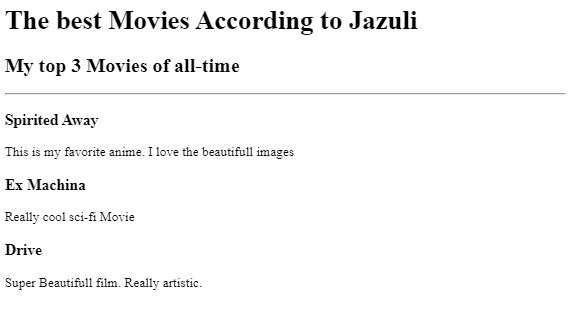 The best Movies According to Jazuli
My top 3 Movies of all-time
Spirited Away
This is my favorite anime. I love the beautifull images
Ex Machina
Really cool sci-fi Movie
Drive
Super Beautifull film. Really artistic.